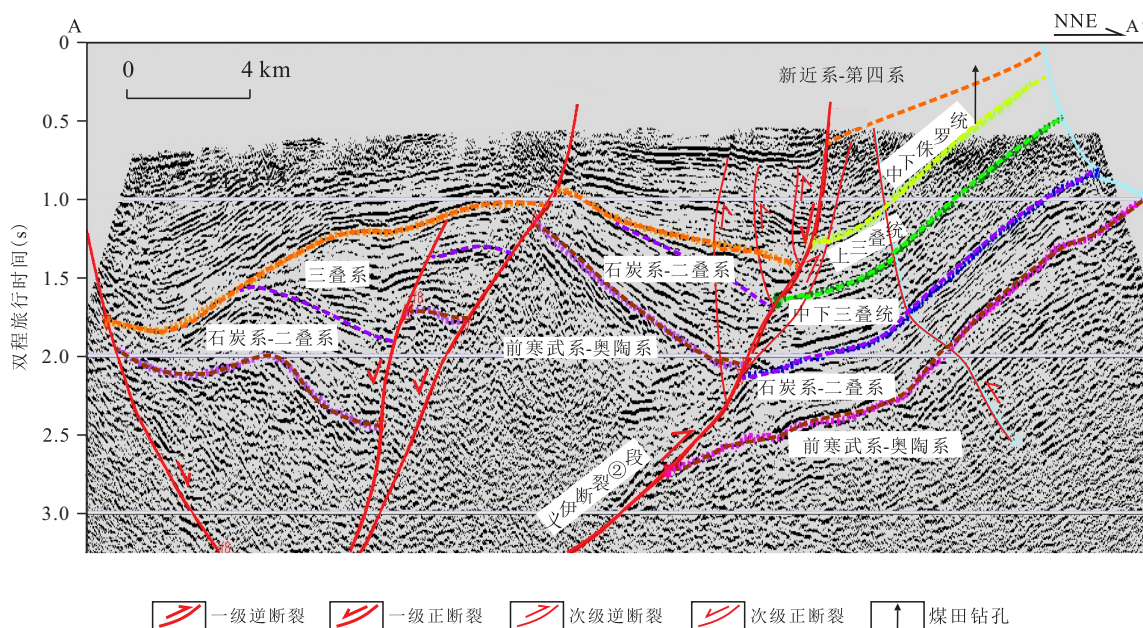 A
NNE
A'
0
0
4 km
新近系-第四系
0.5
中下侏罗统
1.0
上三叠统
石炭系-二叠系
三叠系
1.5
中下三叠统
石炭系-二叠系
前寒武系-奥陶系
双程旅行时间(s)
2.0
石炭系-二叠系
前寒武系-奥陶系
2.5
义伊断裂②段
3.0
一级逆断裂
一级正断裂
次级逆断裂
次级正断裂
煤田钻孔